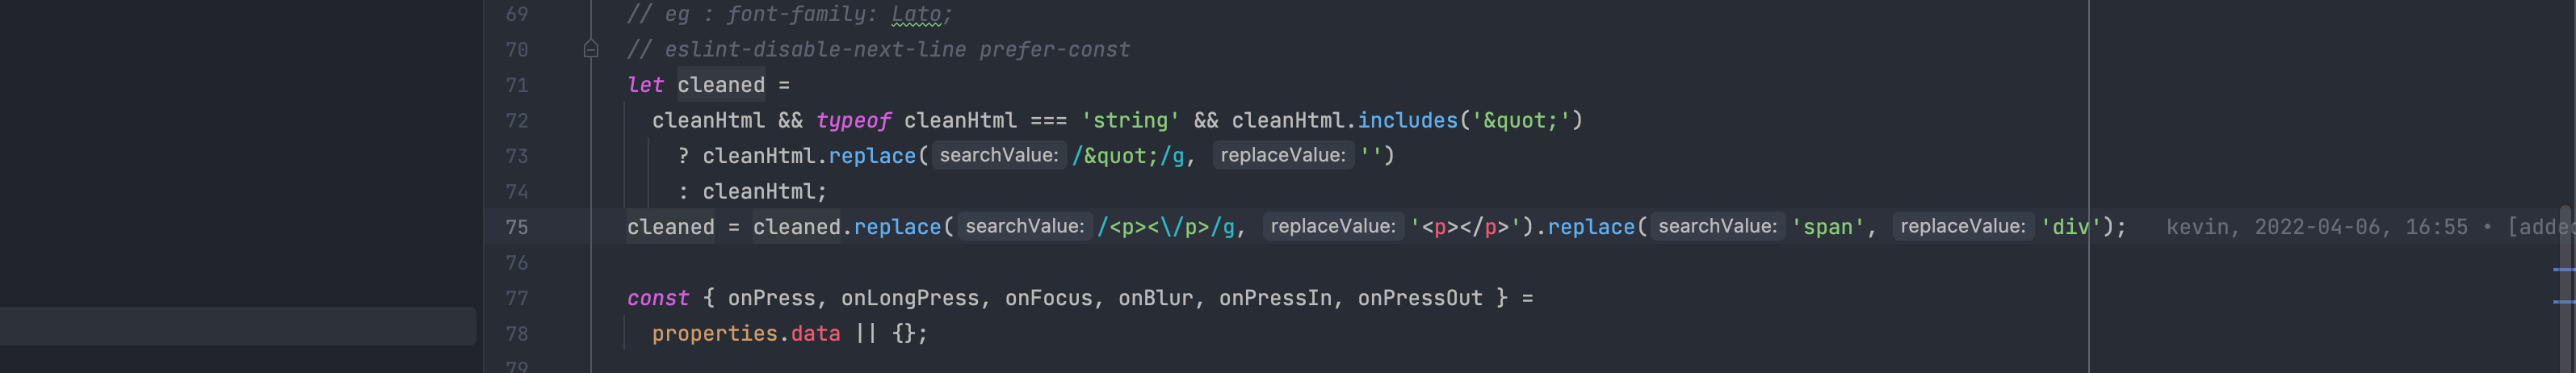 69 // eg : font-family: Lato;
70 // eslint-disable-next-line prefer-const
71 let cleaned =
72 cleanHtml && typeof cleanHtml === 'string' && cleanHtml.includes('&quot;')
73 ? cleanHtml.replace( searchValue: /&quot;/g, replaceValue: '')
74 : cleanHtml;
75 cleaned = cleaned.replace( searchValue: /<p><\/p>/g, replaceValue: '<p></p>').replace( searchValue: 'span', replaceValue: 'div'); kevin, 2022-04-06, 16:55 • [added
76
77 const { onPress, onLongPress, onFocus, onBlur, onPressIn, onPressOut } =
78 properties.data || {};
79